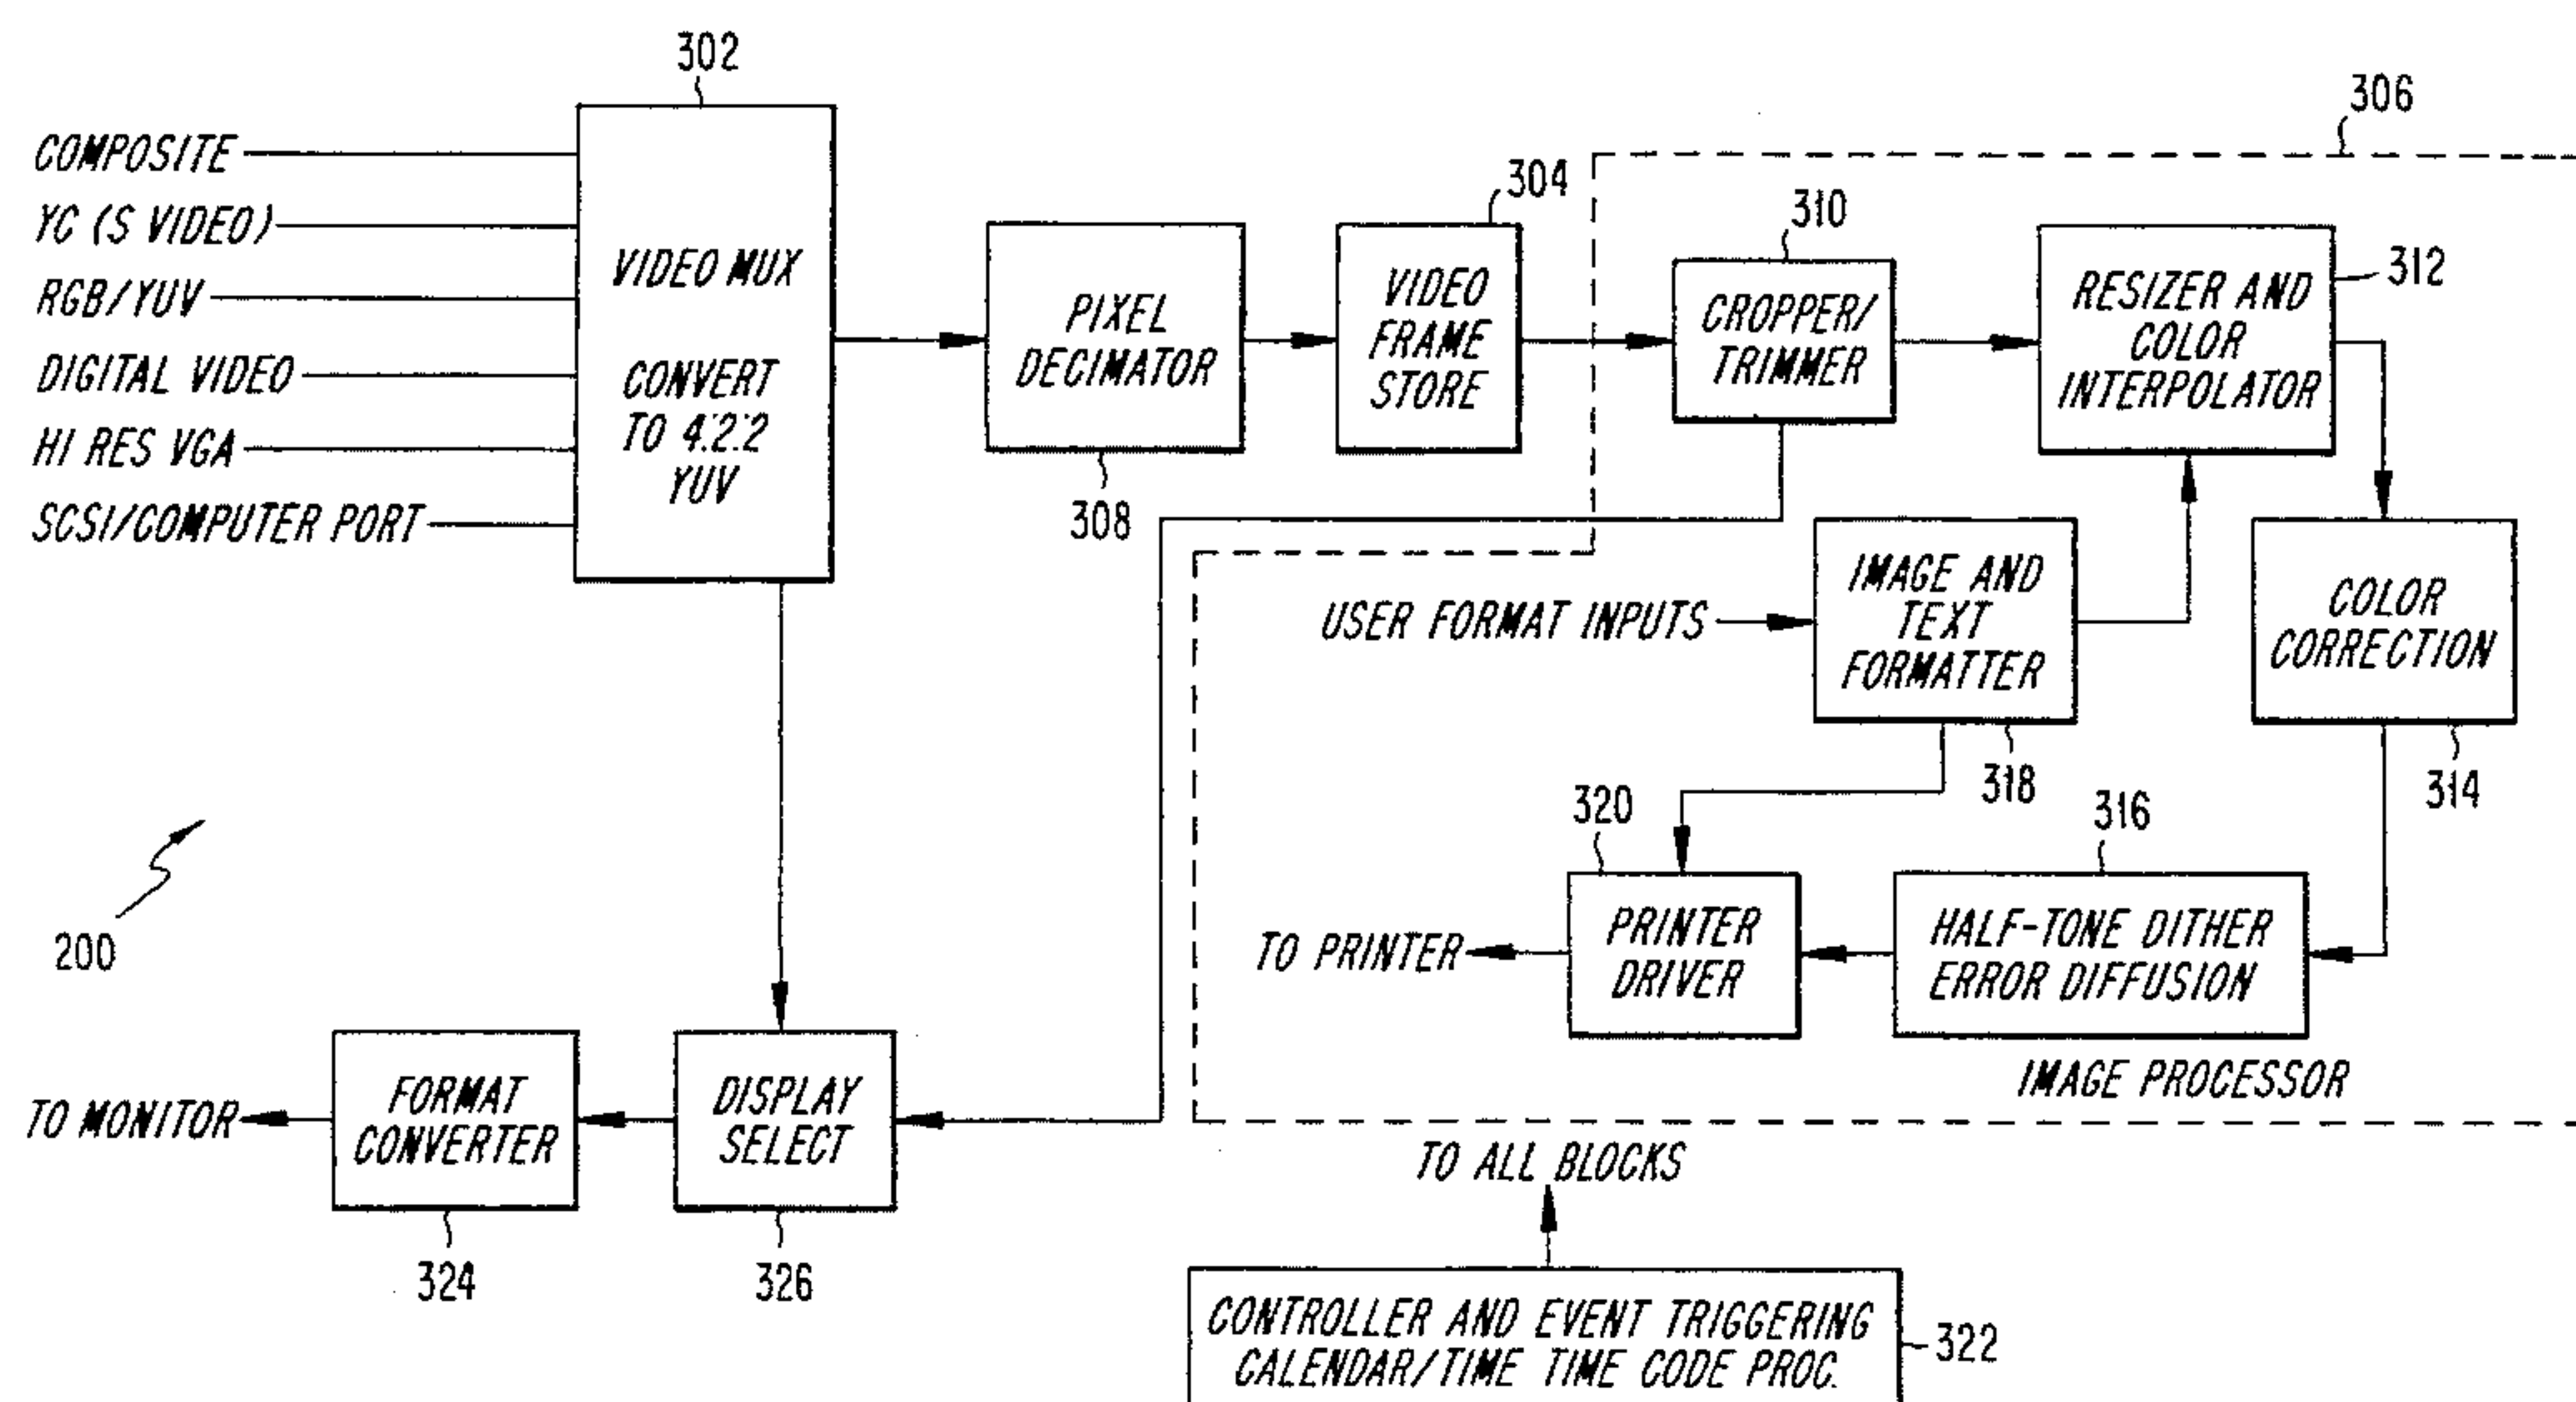 302
COMPOSITE
YC (S VIDEO)
RGB/YUV
DIGITAL VIDEO
HI RES VGA
SCSI/COMPUTER PORT
VIDEO MUX
CONVERT
TO 4:2:2
YUV
PIXEL
DECIMATOR
308
304
VIDEO
FRAME
STORE
306
310
CROPPER/
TRIMMER
312
RESIZER AND
COLOR
INTERPOLATOR
USER FORMAT INPUTS
IMAGE AND
TEXT
FORMATTER
318
COLOR
CORRECTION
314
320
PRINTER
DRIVER
TO PRINTER
316
HALF-TONE DITHER
ERROR DIFFUSION
IMAGE PROCESSOR
200
TO MONITOR
FORMAT
CONVERTER
324
DISPLAY
SELECT
326
TO ALL BLOCKS
CONTROLLER AND EVENT TRIGGERING
CALENDAR/TIME TIME CODE PROC.
322